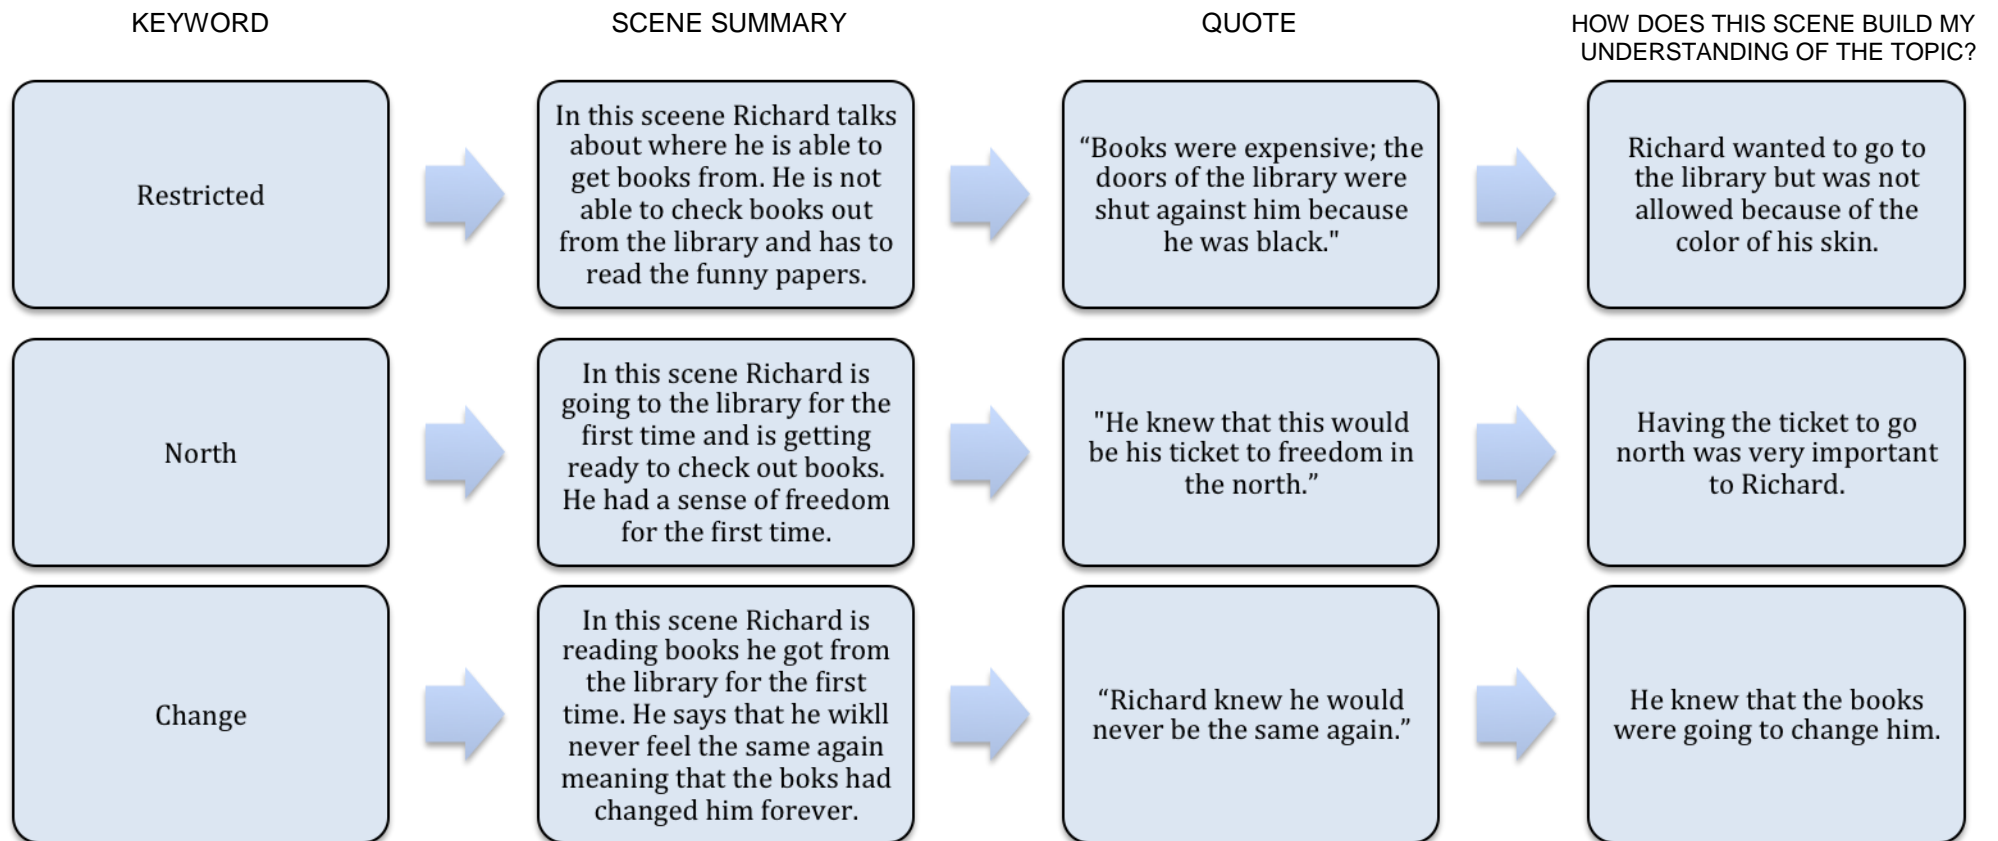 KEYWORD
SCENE SUMMARY
QUOTE
HOW DOES THIS SCENE BUILD MY
UNDERSTANDING OF THE TOPIC?
Restricted
In this sceene Richard talks
about where he is able to
get books from. He is not
able to check books out
from the library and has to
read the funny papers.
“Books were expensive; the
doors of the library were
shut against him because
he was black."
Richard wanted to go to
the library but was not
allowed because of the
color of his skin.
North
In this scene Richard is
going to the library for the
first time and is getting
ready to check out books.
He had a sense of freedom
for the first time.
"He knew that this would
be his ticket to freedom in
the north.”
Having the ticket to go
north was very important
to Richard.
Change
In this scene Richard is
reading books he got from
the library for the first
time. He says that he wikll
never feel the same again
meaning that the boks had
changed him forever.
“Richard knew he would
never be the same again.”
He knew that the books
were going to change him.